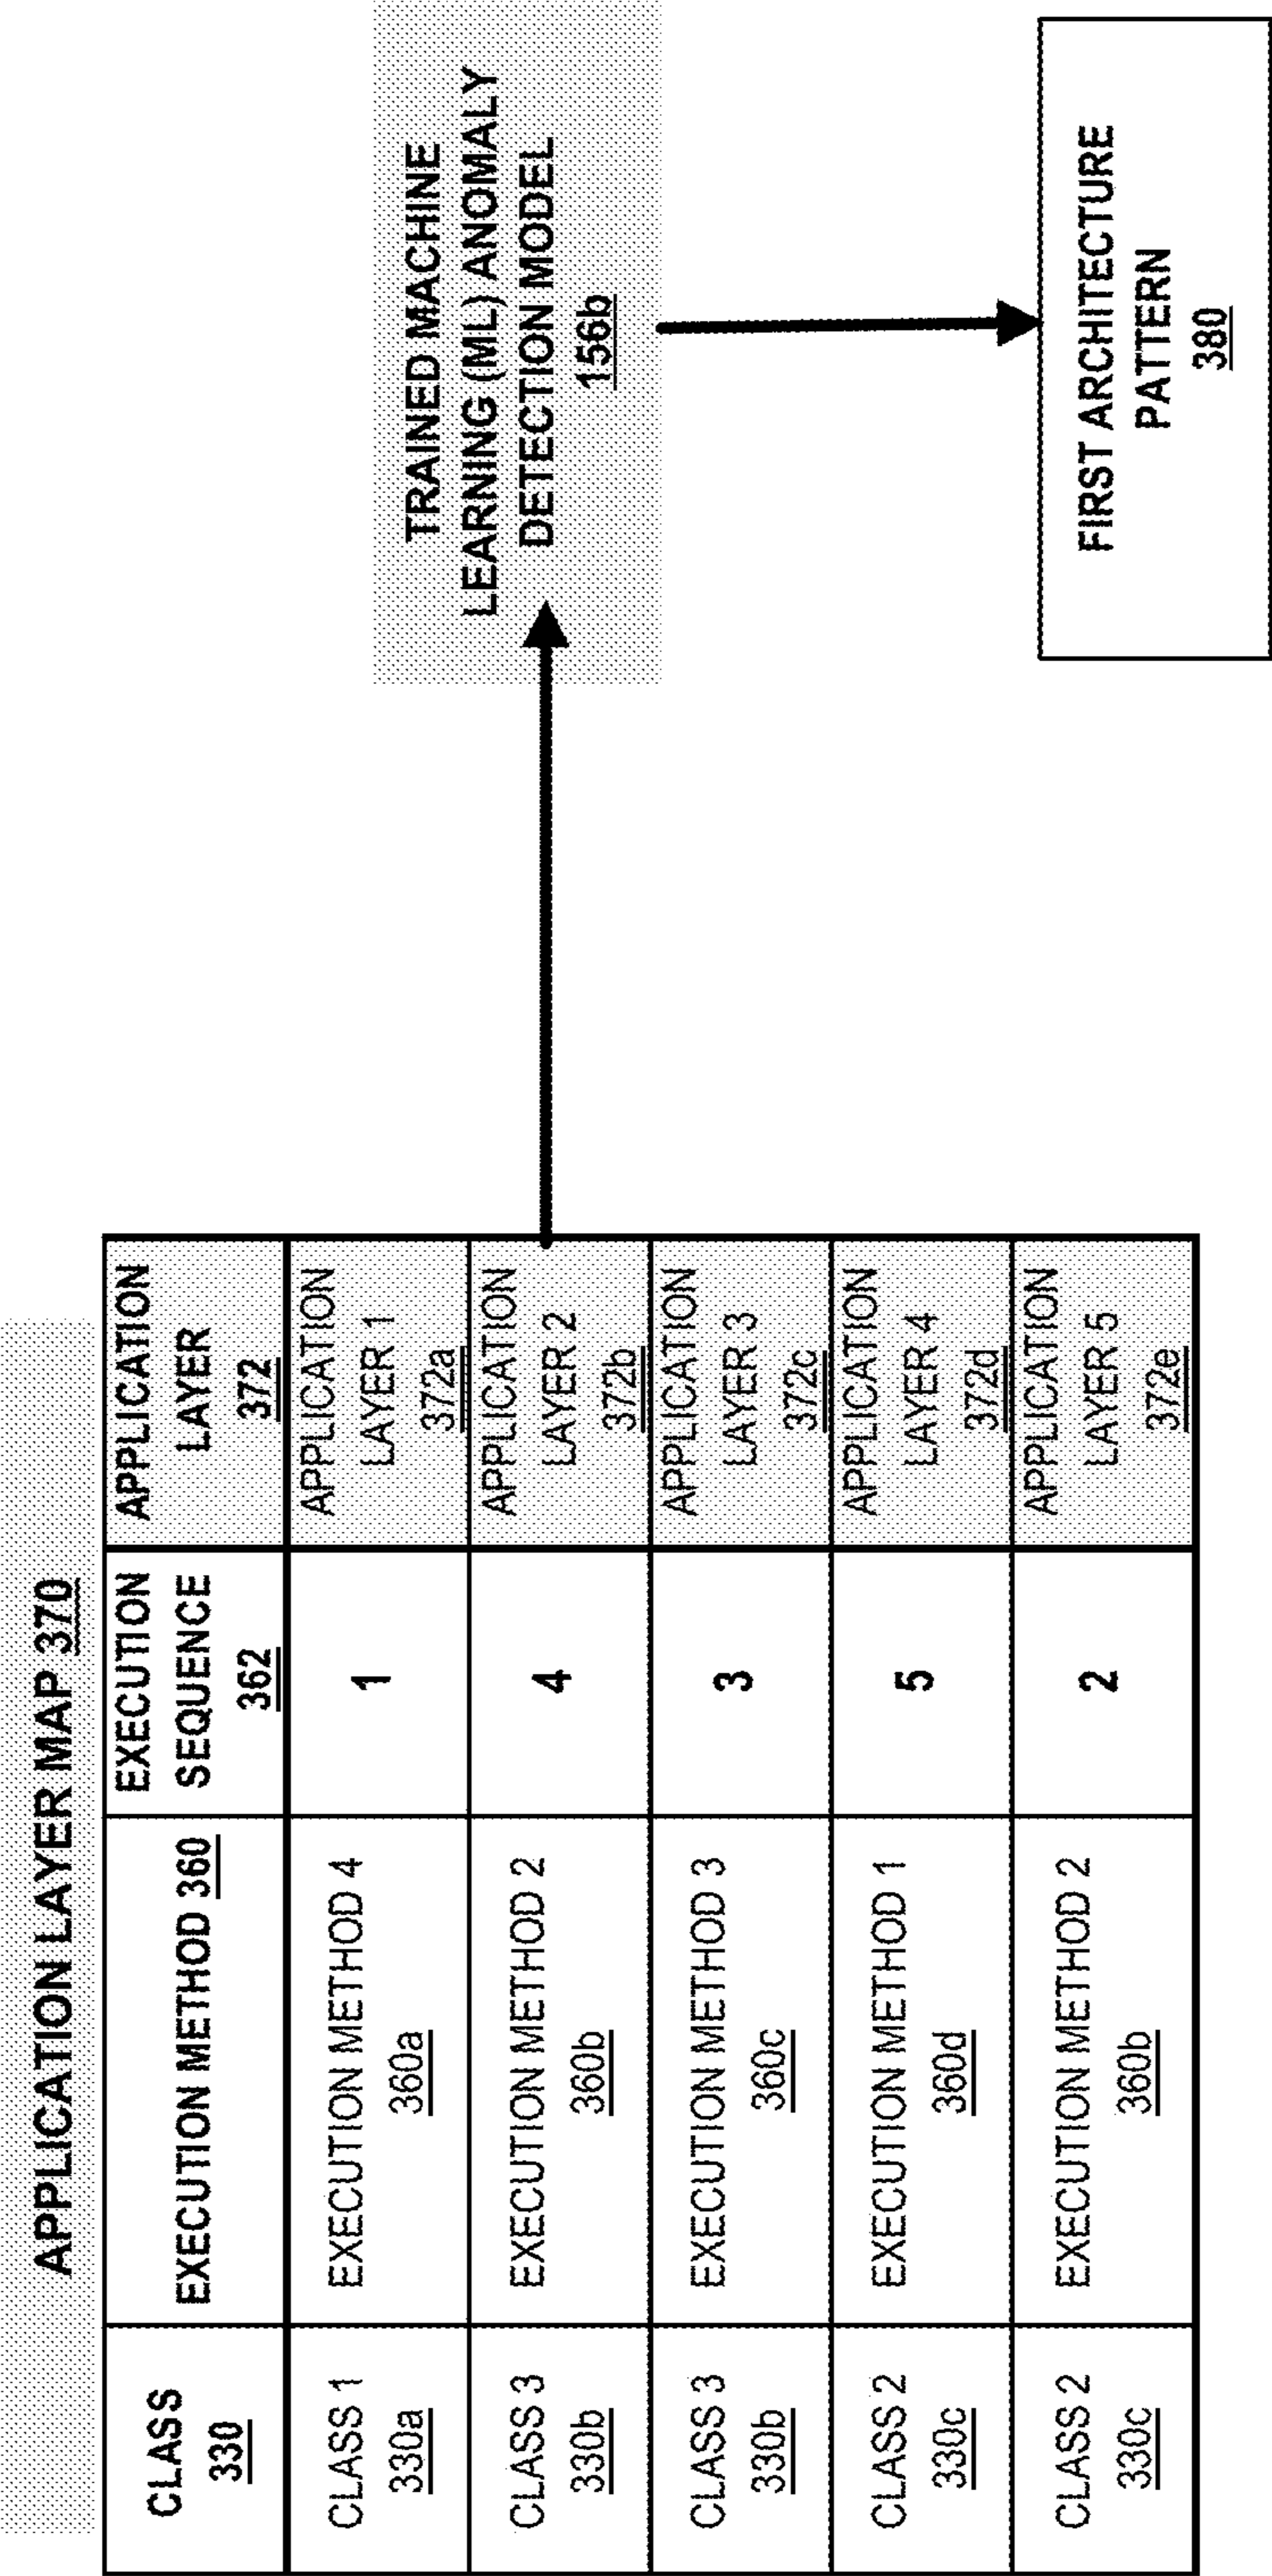 APPLICATION LAYER MAP 370
CLASS
330
EXECUTION METHOD 360
EXECUTION
SEQUENCE
362
APPLICATION
LAYER
372
CLASS 1
330a
EXECUTION METHOD 4
360a
1
APPLICATION
LAYER 1
372a
CLASS 3
330b
EXECUTION METHOD 2
360b
4
APPLICATION
LAYER 2
372b
CLASS 3
330b
EXECUTION METHOD 3
360c
3
APPLICATION
LAYER 3
372c
CLASS 2
330c
EXECUTION METHOD 1
360d
5
APPLICATION
LAYER 4
372d
CLASS 2
330c
EXECUTION METHOD 2
360b
2
APPLICATION
LAYER 5
372e
TRAINED MACHINE
LEARNING (ML) ANOMALY
DETECTION MODEL
156b
FIRST ARCHITECTURE
PATTERN
380